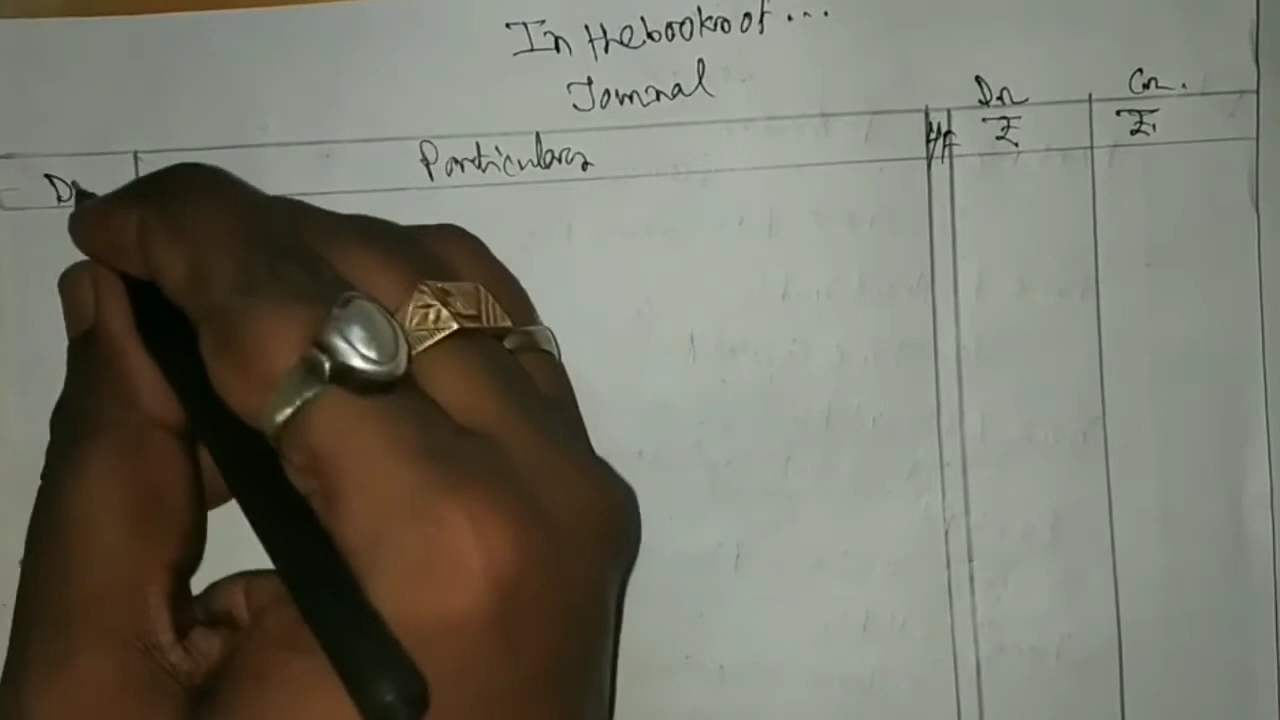 In the books of ...
Journal
Dr Cr.
D Particulars L/F ₹ ₹